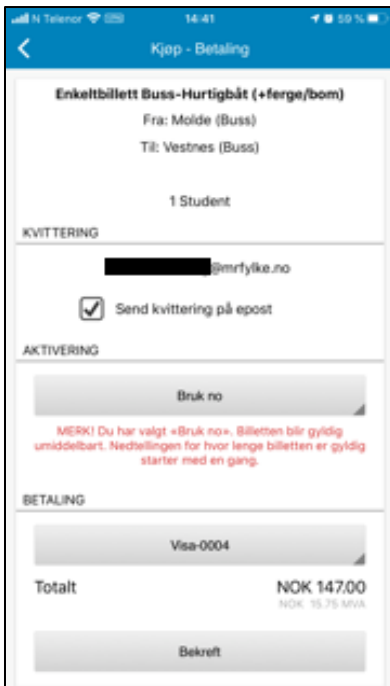 N Telenor 14:41 59 %
Kjøp - Betaling
Enkeltbillett Buss-Hurtigbåt (+ferge/bom)
Fra: Molde (Buss)
Til: Vestnes (Buss)
1 Student
KVITTERING
@mrfylke.no
Send kvittering på epost
AKTIVERING
Bruk no
MERK! Du har valgt «Bruk no». Billetten blir gyldig
umiddelbart. Nedtellingen for hvor lenge billetten er gyldig
starter med en gang.
BETALING
Visa-0004
Totalt NOK 147.00
NOK 15.75 MVA
Bekreft